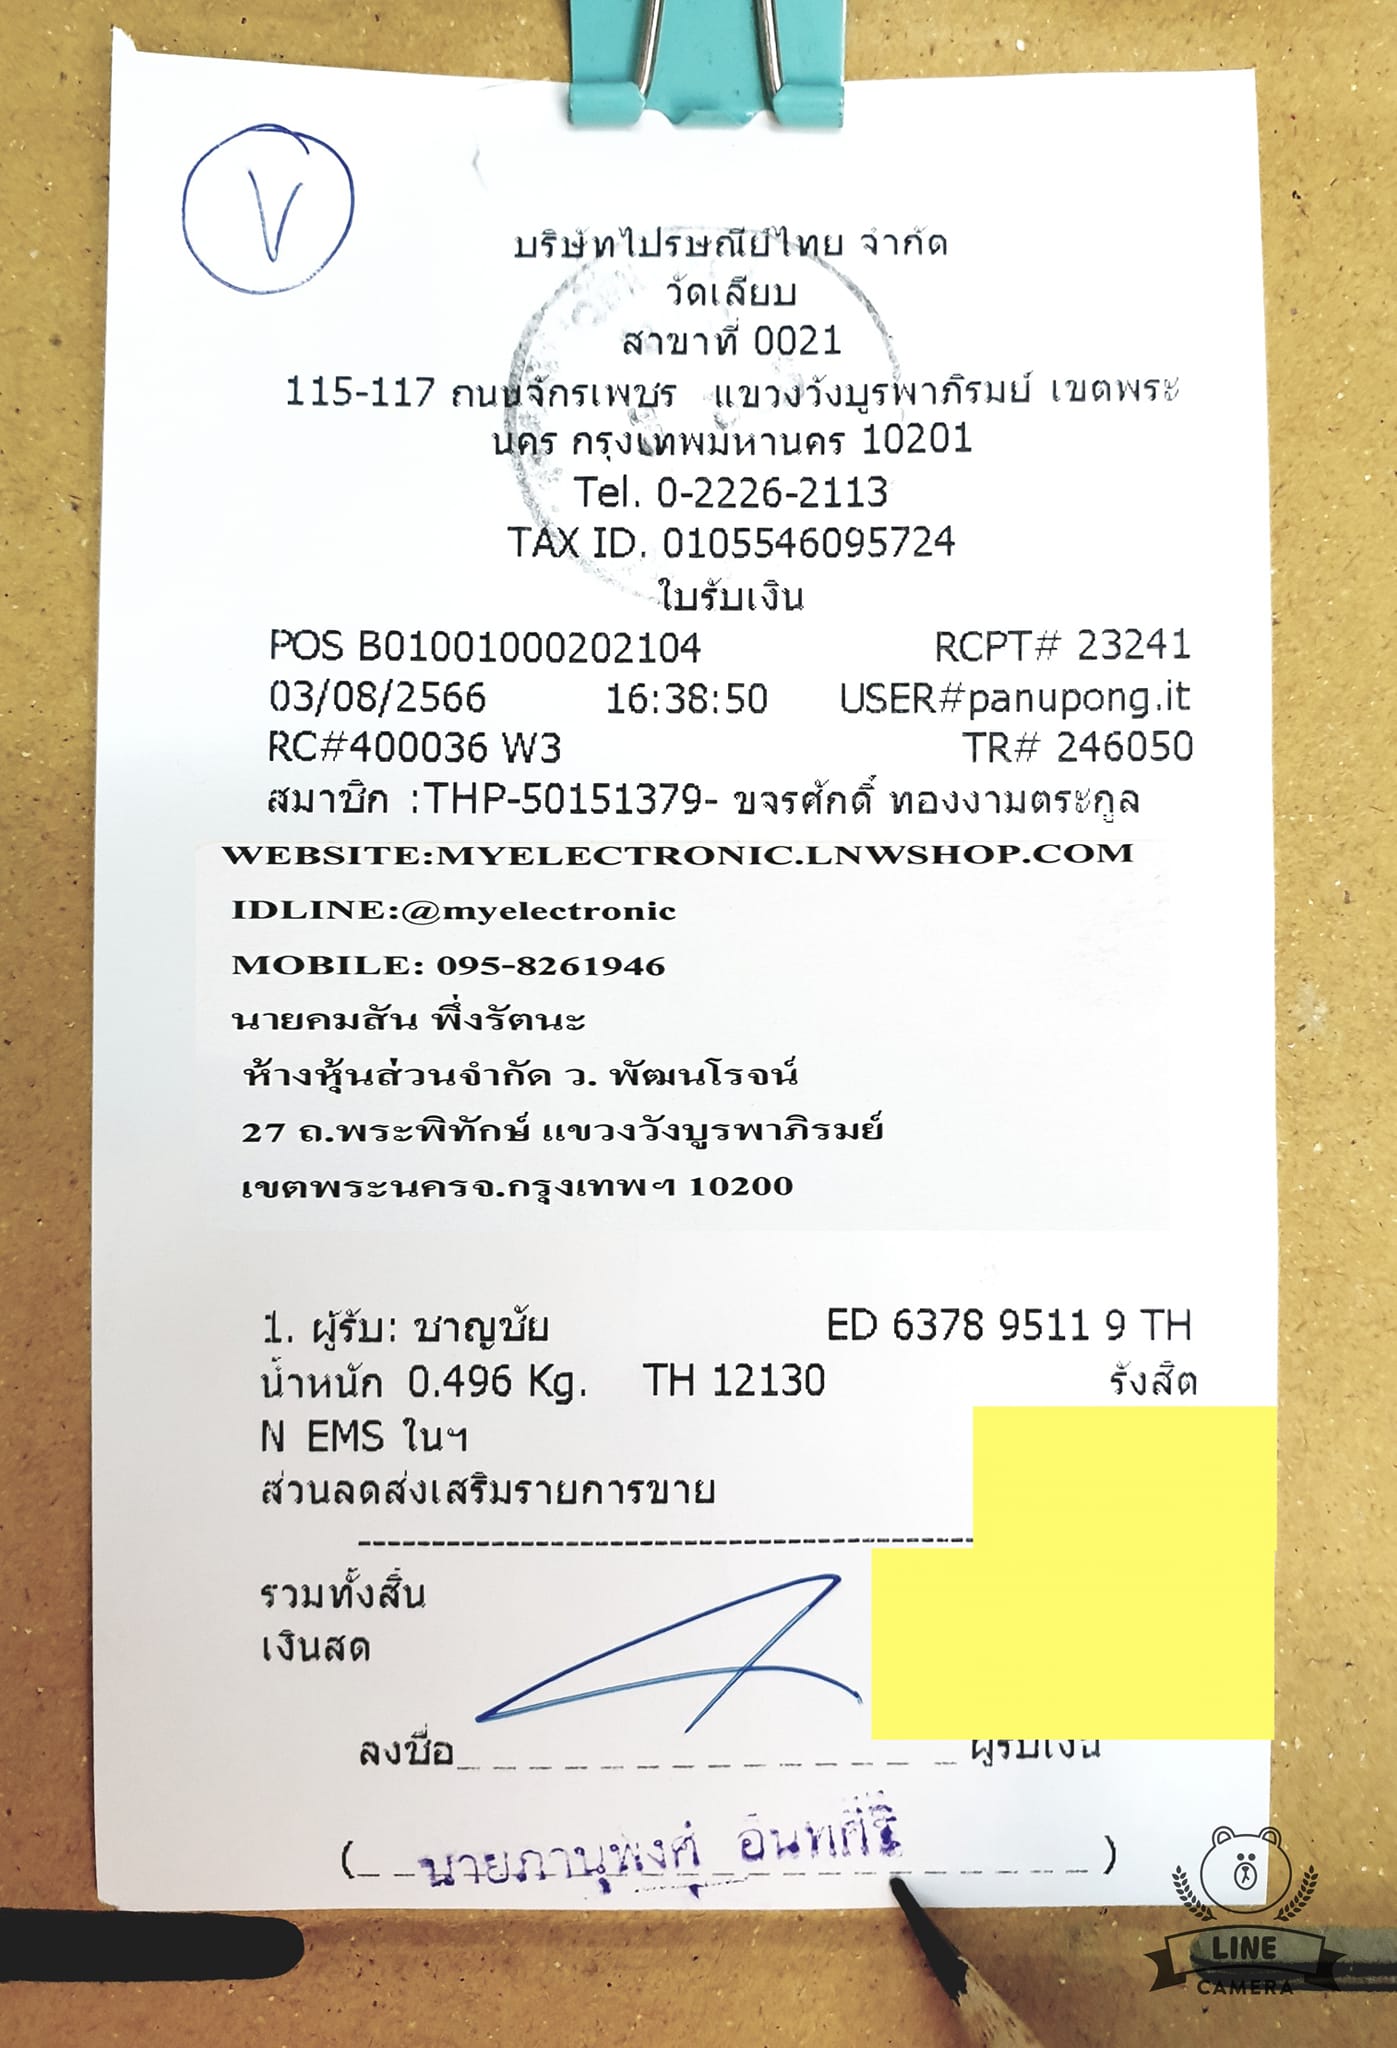 V
บริษัทไปรษณีย์ไทย จำกัด
วัดเลียบ
สาขาที่ 0021
115-117 ถนนจักรเพชร แขวงวังบูรพาภิรมย์ เขตพระ
นคร กรุงเทพมหานคร 10201
Tel. 0-2226-2113
TAX ID. 0105546095724
ใบรับเงิน
POS B01001000202104 RCPT# 23241
03/08/2566 16:38:50 USER#panupong.it
RC#400036 W3 TR# 246050
สมาชิก :THP-50151379- ขจรศักดิ์ ทองงามตระกูล
WEBSITE:MYELECTRONIC.LNWSHOP.COM
IDLINE:@myelectronic
MOBILE: 095-8261946
นายคมสัน พึ่งรัตนะ
ห้างหุ้นส่วนจำกัด ว. พัฒนโรจน์
27 ถ.พระพิทักษ์ แขวงวังบูรพาภิรมย์
เขตพระนครจ.กรุงเทพฯ 10200
1. ผู้รับ: ชาญชัย ED 6378 9511 9 TH
น้ำหนัก 0.496 Kg. TH 12130 รังสิต
N EMS ในฯ
ส่วนลดส่งเสริมรายการขาย
รวมทั้งสิ้น
เงินสด
ลงชื่อ ผู้รับเงิน
(นายภานุพงศ์ อินทศิริ)
LINE
CAMERA